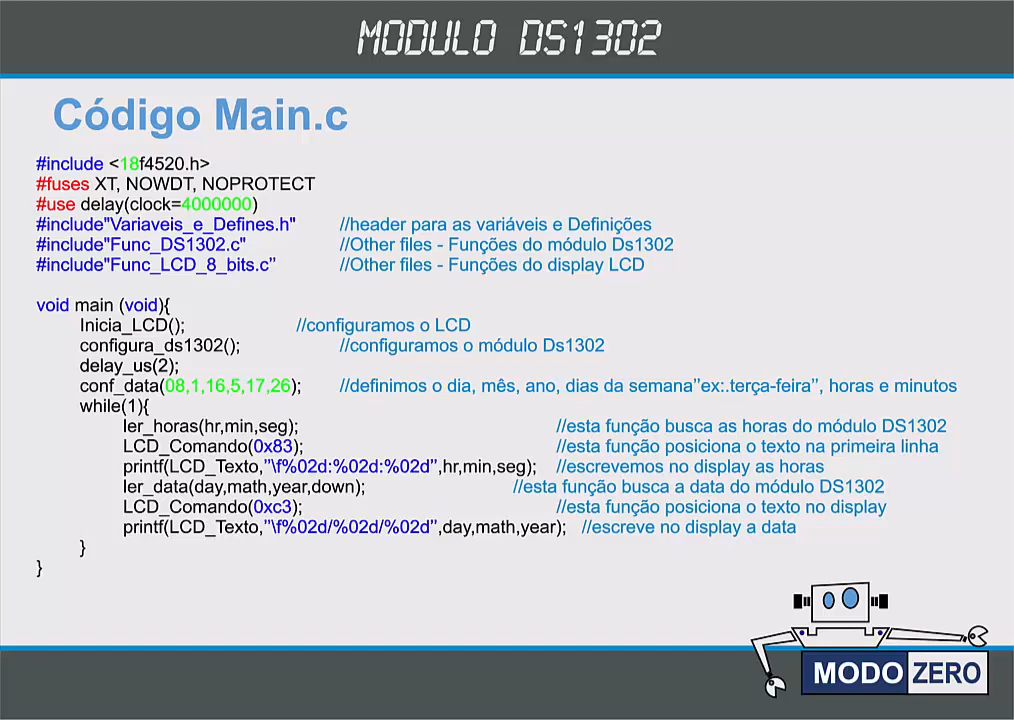 MODULO DS1302
Código Main.c
#include <18f4520.h>
#fuses XT, NOWDT, NOPROTECT
#use delay(clock=4000000)
#include"Variaveis_e_Defines.h" //header para as variáveis e Definições
#include"Func_DS1302.c" //Other files - Funções do módulo Ds1302
#include"Func_LCD_8_bits.c" //Other files - Funções do display LCD
void main (void){
Inicia_LCD(); //configuramos o LCD
configura_ds1302(); //configuramos o módulo Ds1302
delay_us(2);
conf_data(08,1,16,5,17,26); //definimos o dia, mês, ano, dias da semana"ex:.terça-feira", horas e minutos
while(1){
ler_horas(hr,min,seg); //esta função busca as horas do módulo DS1302
LCD_Comando(0x83); //esta função posiciona o texto na primeira linha
printf(LCD_Texto,"\f%02d:%02d:%02d",hr,min,seg); //escrevemos no display as horas
ler_data(day,math,year,down); //esta função busca a data do módulo DS1302
LCD_Comando(0xc3); //esta função posiciona o texto no display
printf(LCD_Texto,"\f%02d/%02d/%02d",day,math,year); //escreve no display a data
}
}
MODO ZERO